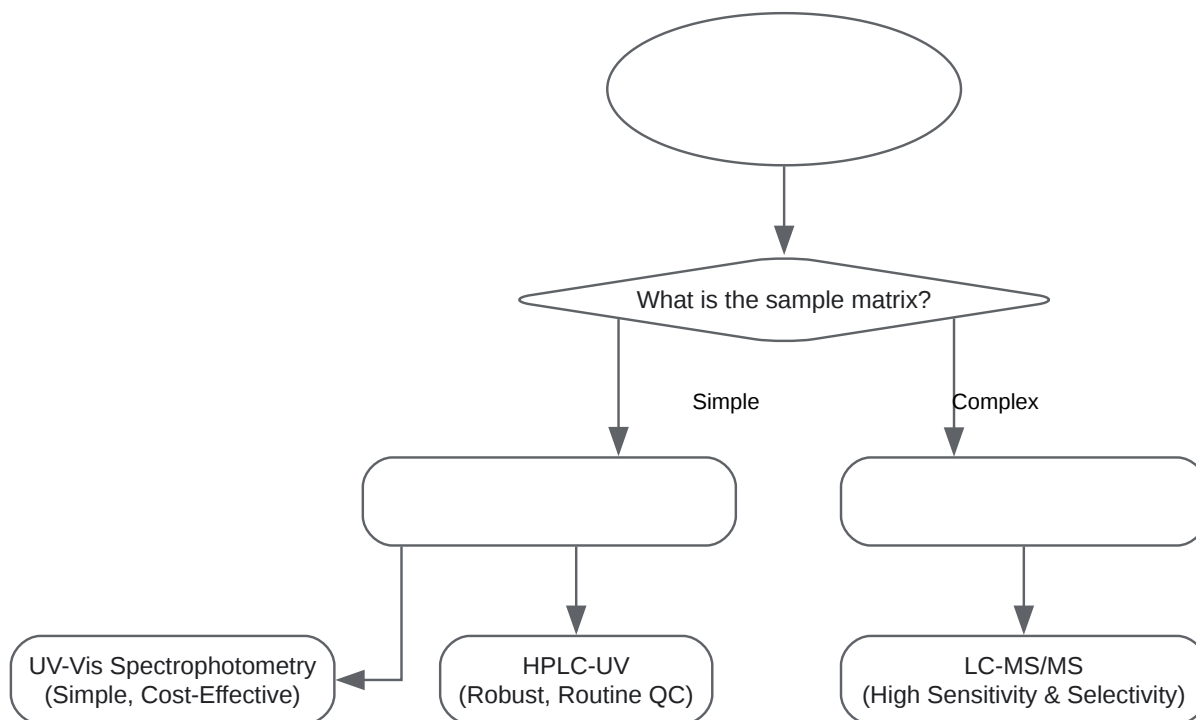 What is the sample matrix?
Simple
Complex
UV-Vis Spectrophotometry
(Simple, Cost-Effective)
HPLC-UV
(Robust, Routine QC)
LC-MS/MS
(High Sensitivity & Selectivity)